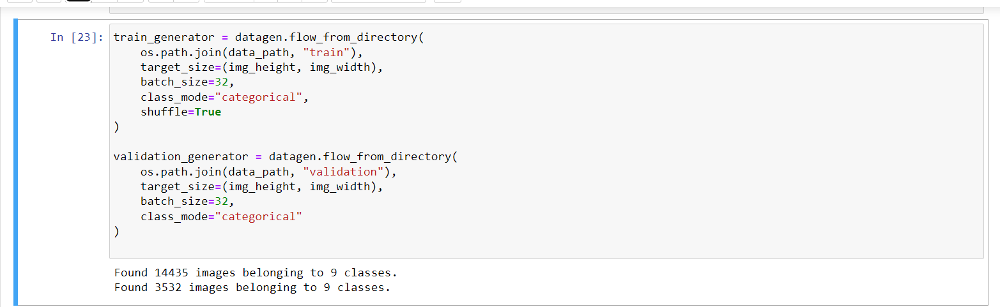 In [23]:
train_generator = datagen.flow_from_directory(
    os.path.join(data_path, "train"),
    target_size=(img_height, img_width),
    batch_size=32,
    class_mode="categorical",
    shuffle=True
)

validation_generator = datagen.flow_from_directory(
    os.path.join(data_path, "validation"),
    target_size=(img_height, img_width),
    batch_size=32,
    class_mode="categorical"
)
Found 14435 images belonging to 9 classes.
Found 3532 images belonging to 9 classes.